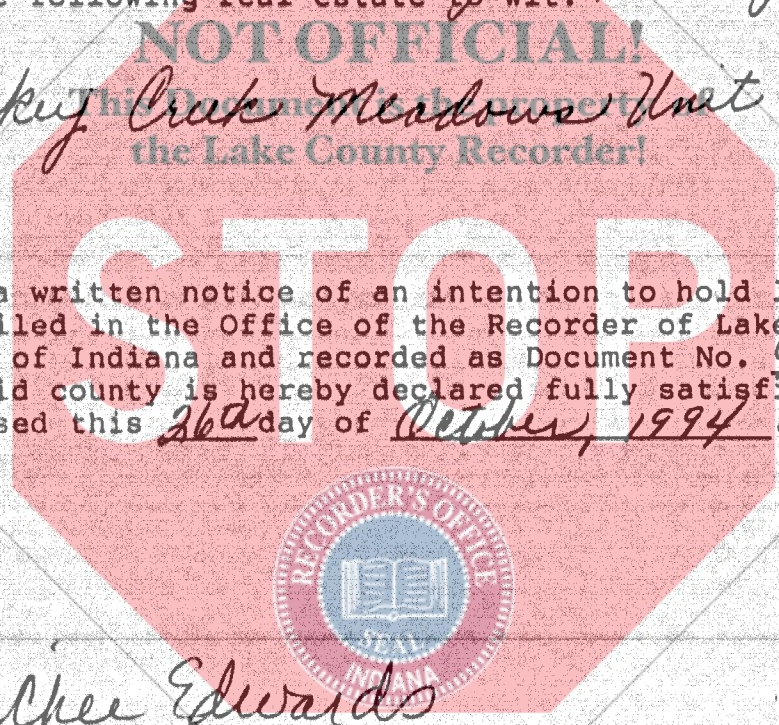 following real estate to wit:
NOT OFFICIAL!
key Creek Meadows Unit
This Document is the property of
the Lake County Recorder!
STOP
a written notice of an intention to hold
iled in the Office of the Recorder of Lake
of Indiana and recorded as Document No.
id county is hereby declared fully satisf
sed this 26th day of October, 1994
RECORDER'S OFFICE
SEAL
INDIANA
chee Edwards